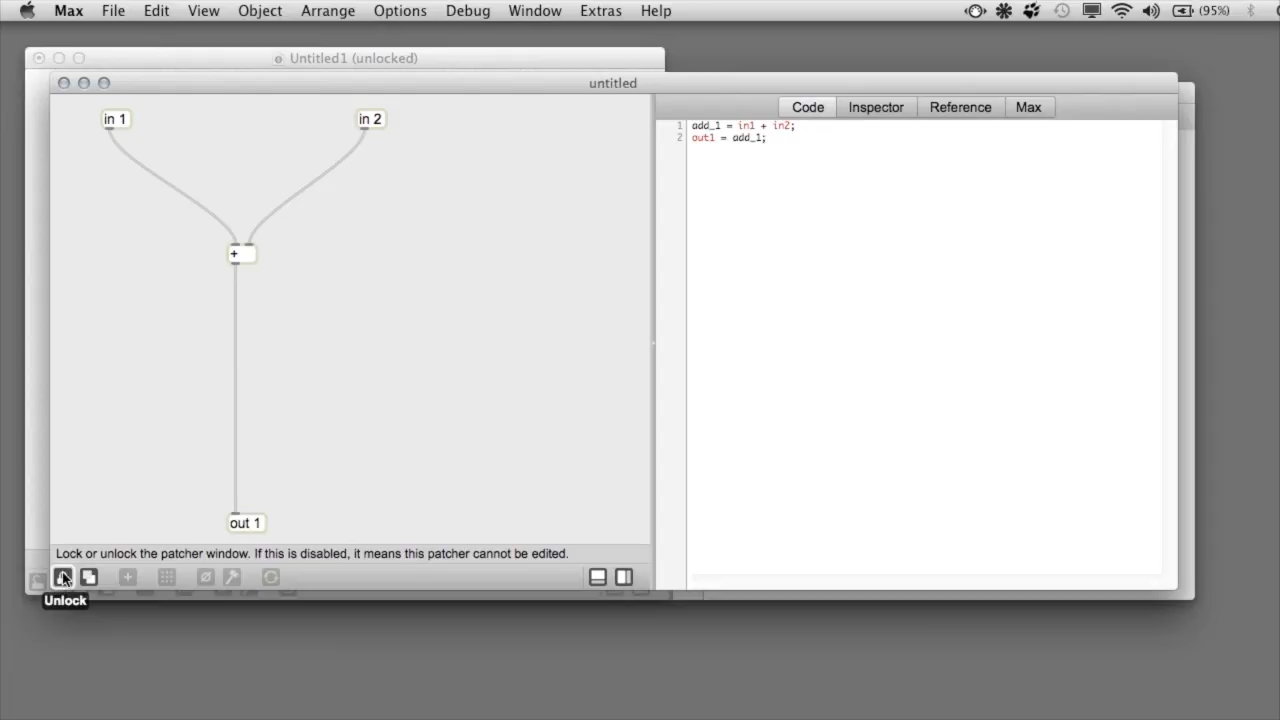 Max File Edit View Object Arrange Options Debug Window Extras Help (95%)
Untitled1 (unlocked)
untitled
Code Inspector Reference Max
in 1 in 2
+
out 1
1 add_1 = in1 + in2;
2 out1 = add_1;
Lock or unlock the patcher window. If this is disabled, it means this patcher cannot be edited.
Unlock